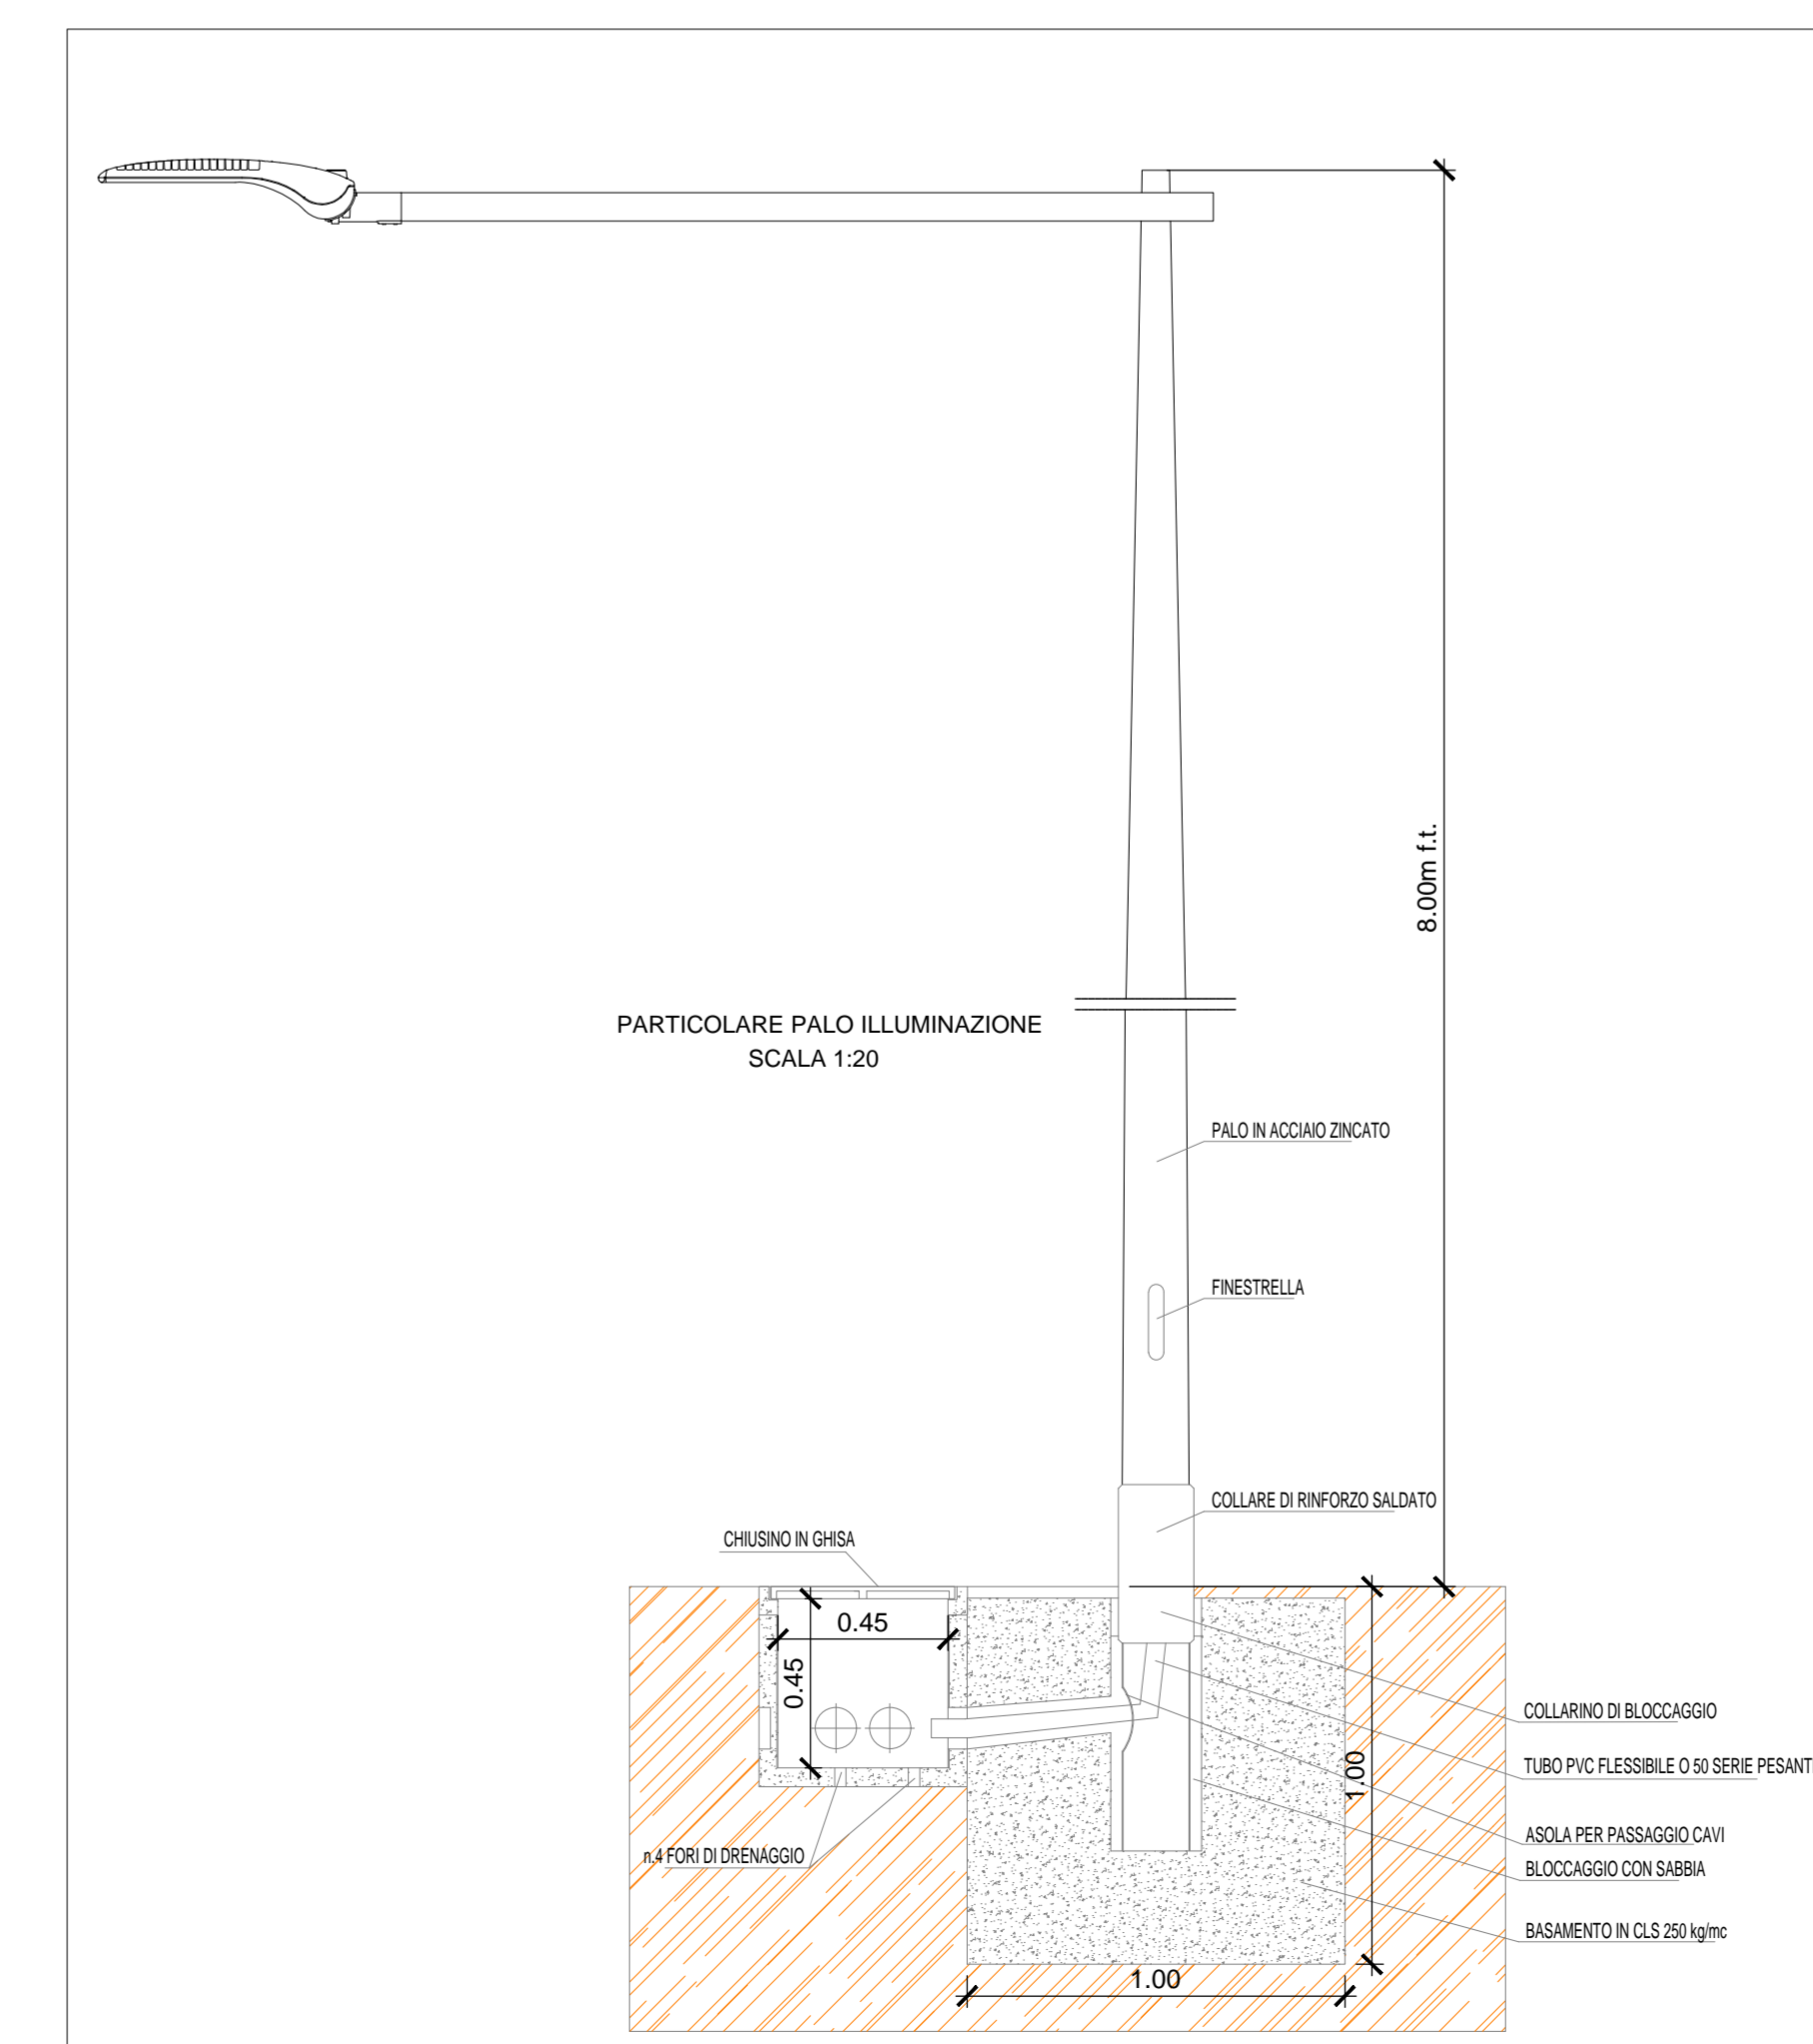 8.00m f.t.
PARTICOLARE PALO ILLUMINAZIONE
SCALA 1:20
PALO IN ACCIAIO ZINCATO
FINESTRELLA
COLLARE DI RINFORZO SALDATO
CHIUSINO IN GHISA
0.45
0.45
COLLARINO DI BLOCCAGGIO
1.00
TUBO PVC FLESSIBILE O 50 SERIE PESANT
ASOLA PER PASSAGGIO CAVI
n.4 FORI DI DRENAGGIO
BLOCCAGGIO CON SABBIA
BASAMENTO IN CLS 250 kg/mc
1.00